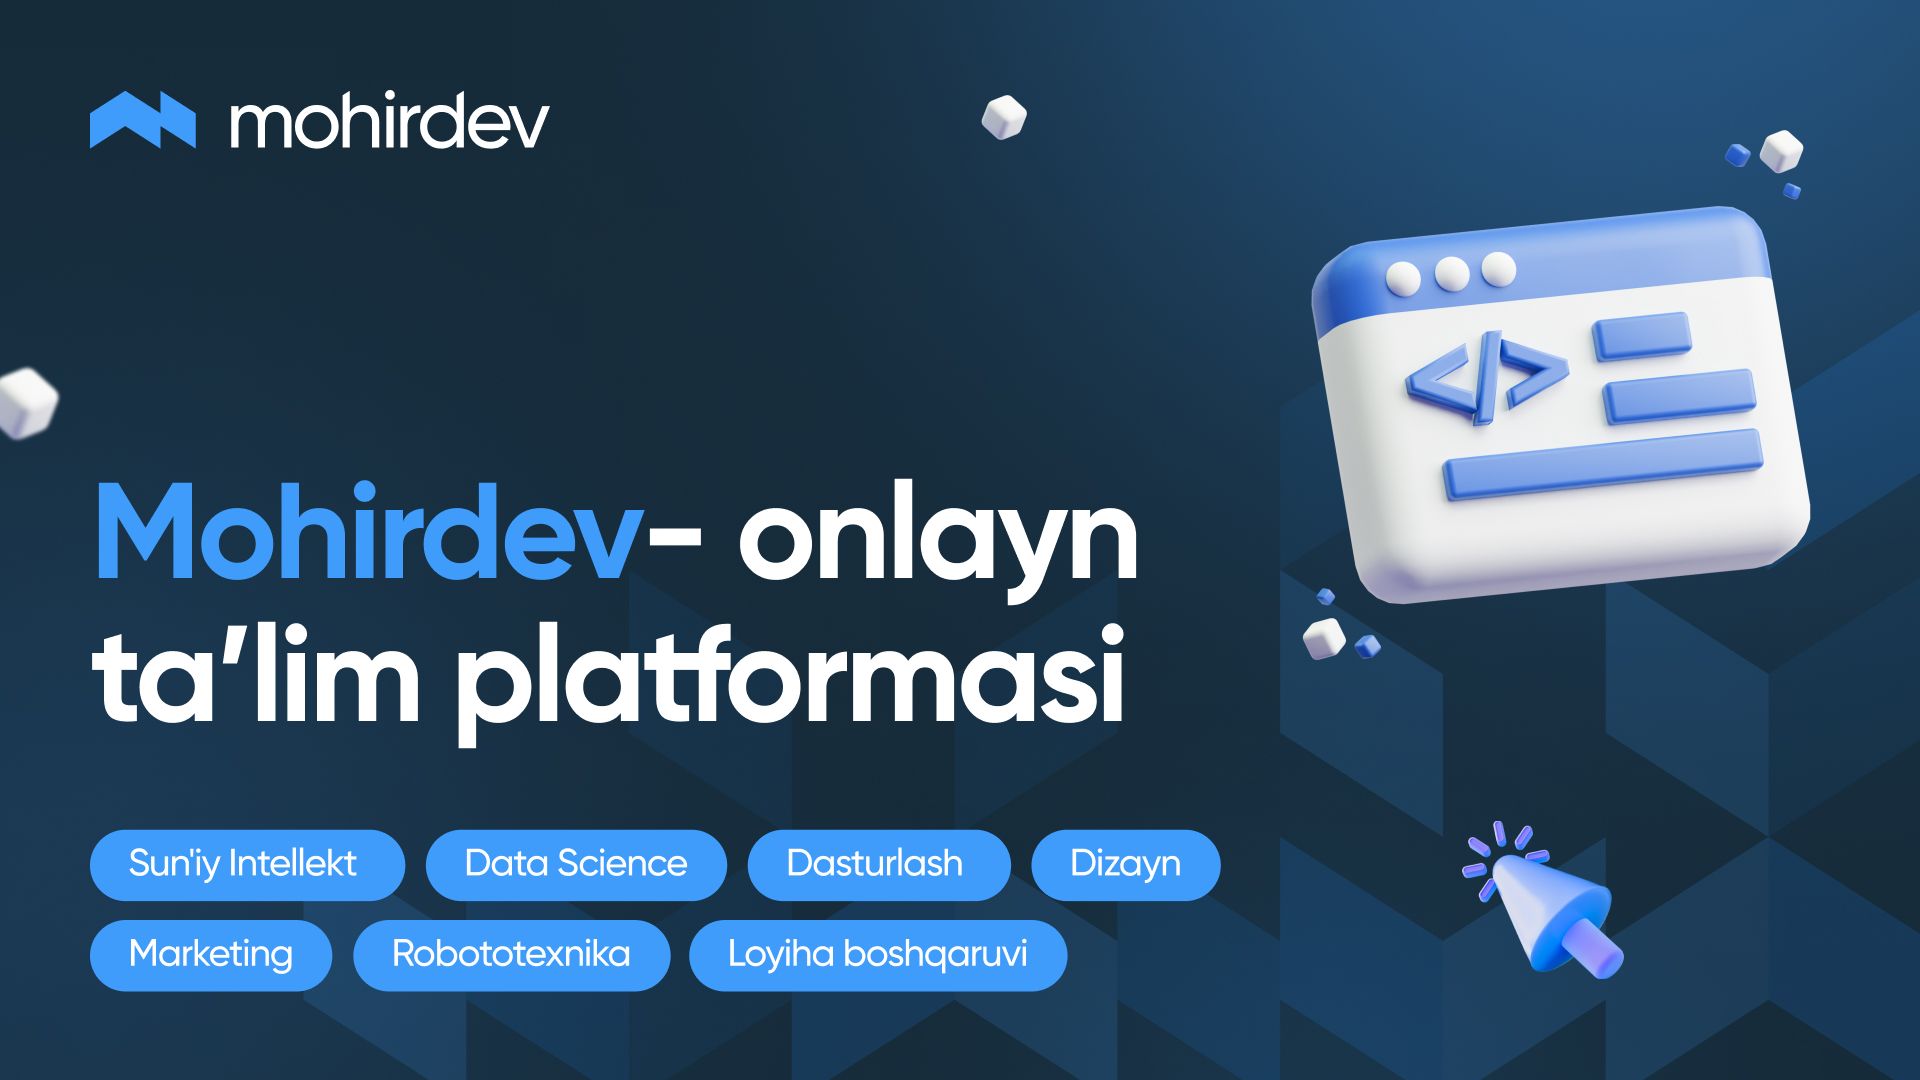 mohirdev
Mohirdev- onlayn
ta’lim platformasi
Sun'iy Intellekt
Data Science
Dasturlash
Dizayn
Marketing
Robototexnika
Loyiha boshqaruvi